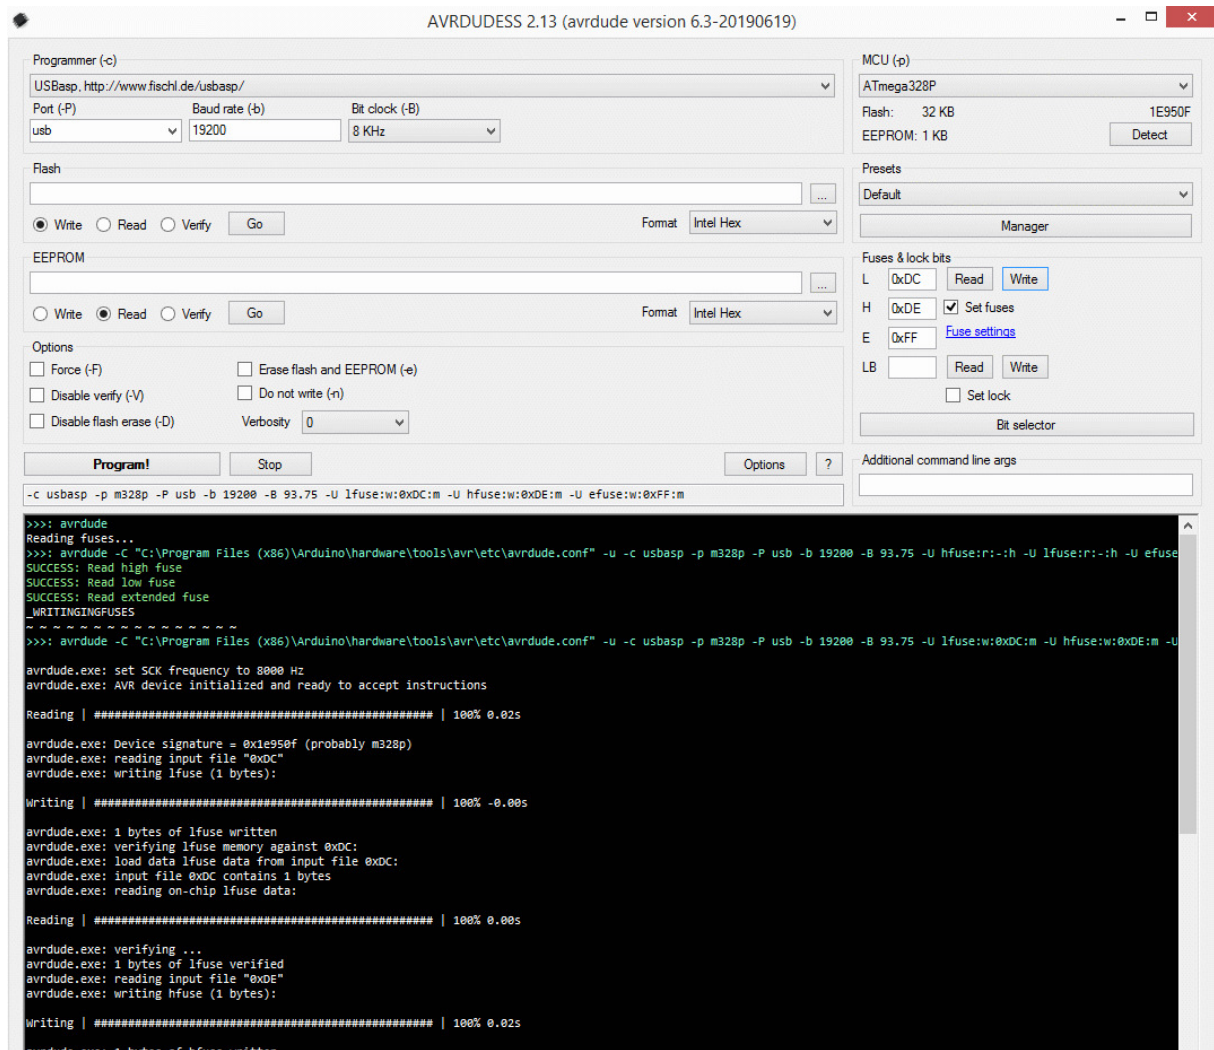 AVRDUDESS 2.13 (avrdude version 6.3-20190619)
Programmer (-c)
USBasp, http://www.fischl.de/usbasp/
Port (-P) Baud rate (-b) Bit clock (-B)
usb 19200 8 KHz
MCU (-p)
ATmega328P
Flash: 32 KB 1E950F
EEPROM: 1 KB Detect
Flash
...
Write Read Verify Go Format Intel Hex
Presets
Default
Manager
EEPROM
...
Write Read Verify Go Format Intel Hex
Fuses & lock bits
L 0xDC Read Write
H 0xDE Set fuses
E 0xFF Fuse settings
LB Read Write
Set lock
Bit selector
Options
Force (-F) Erase flash and EEPROM (-e)
Disable verify (-V) Do not write (-n)
Disable flash erase (-D) Verbosity 0
Program! Stop Options ?
Additional command line args
-c usbasp -p m328p -P usb -b 19200 -B 93.75 -U lfuse:w:0xDC:m -U hfuse:w:0xDE:m -U efuse:w:0xFF:m
>>>: avrdude
Reading fuses...
>>>: avrdude -C "C:\Program Files (x86)\Arduino\hardware\tools\avr\etc\avrdude.conf" -u -c usbasp -p m328p -P usb -b 19200 -B 93.75 -U hfuse:r:-:h -U lfuse:r:-:h -U efuse
SUCCESS: Read high fuse
SUCCESS: Read low fuse
SUCCESS: Read extended fuse
_WRITINGINGFUSES
~ ~ ~ ~ ~ ~ ~ ~ ~ ~ ~ ~ ~ ~ ~ ~
>>>: avrdude -C "C:\Program Files (x86)\Arduino\hardware\tools\avr\etc\avrdude.conf" -u -c usbasp -p m328p -P usb -b 19200 -B 93.75 -U lfuse:w:0xDC:m -U hfuse:w:0xDE:m -U
avrdude.exe: set SCK frequency to 8000 Hz
avrdude.exe: AVR device initialized and ready to accept instructions
Reading | ################################################## | 100% 0.02s
avrdude.exe: Device signature = 0x1e950f (probably m328p)
avrdude.exe: reading input file "0xDC"
avrdude.exe: writing lfuse (1 bytes):
Writing | ################################################## | 100% -0.00s
avrdude.exe: 1 bytes of lfuse written
avrdude.exe: verifying lfuse memory against 0xDC:
avrdude.exe: load data lfuse data from input file 0xDC:
avrdude.exe: input file 0xDC contains 1 bytes
avrdude.exe: reading on-chip lfuse data:
Reading | ################################################## | 100% 0.00s
avrdude.exe: verifying ...
avrdude.exe: 1 bytes of lfuse verified
avrdude.exe: reading input file "0xDE"
avrdude.exe: writing hfuse (1 bytes):
Writing | ################################################## | 100% 0.02s
avrdude.exe: 1 bytes of hfuse written